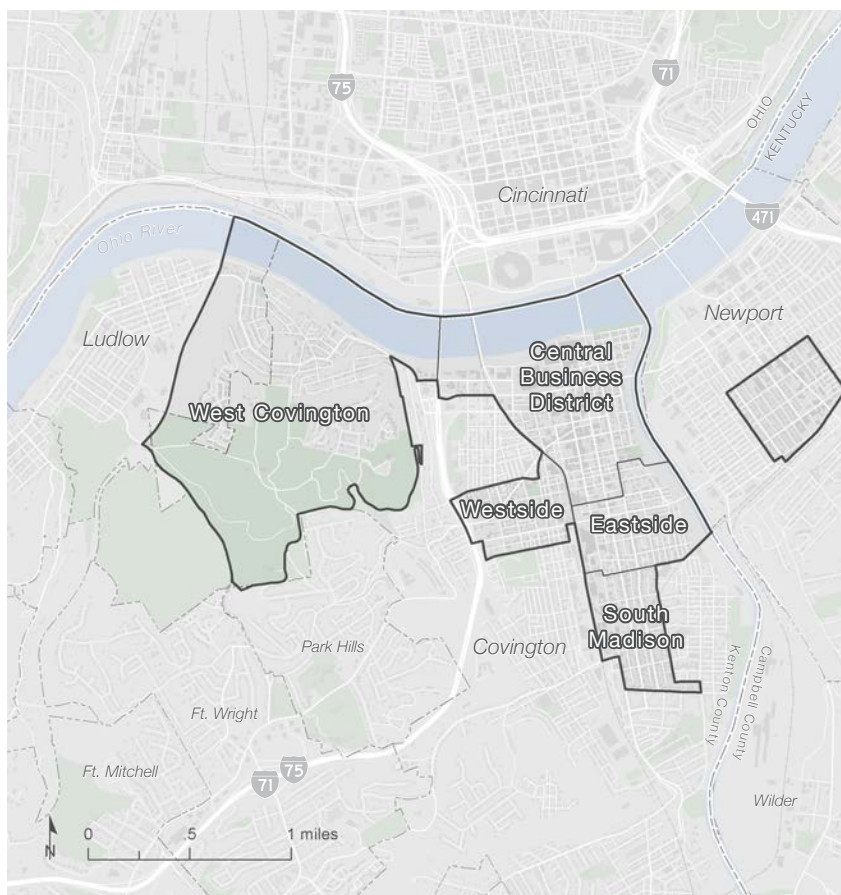 75
71
OHIO
KENTUCKY
Cincinnati
471
Ohio River
Newport
Ludlow
Central
Business
District
West Covington
Westside
Eastside
South
Madison
Covington
Park Hills
Kenton County
Campbell County
Ft. Wright
Ft. Mitchell
75
71
Wilder
0 .5 1 miles
N